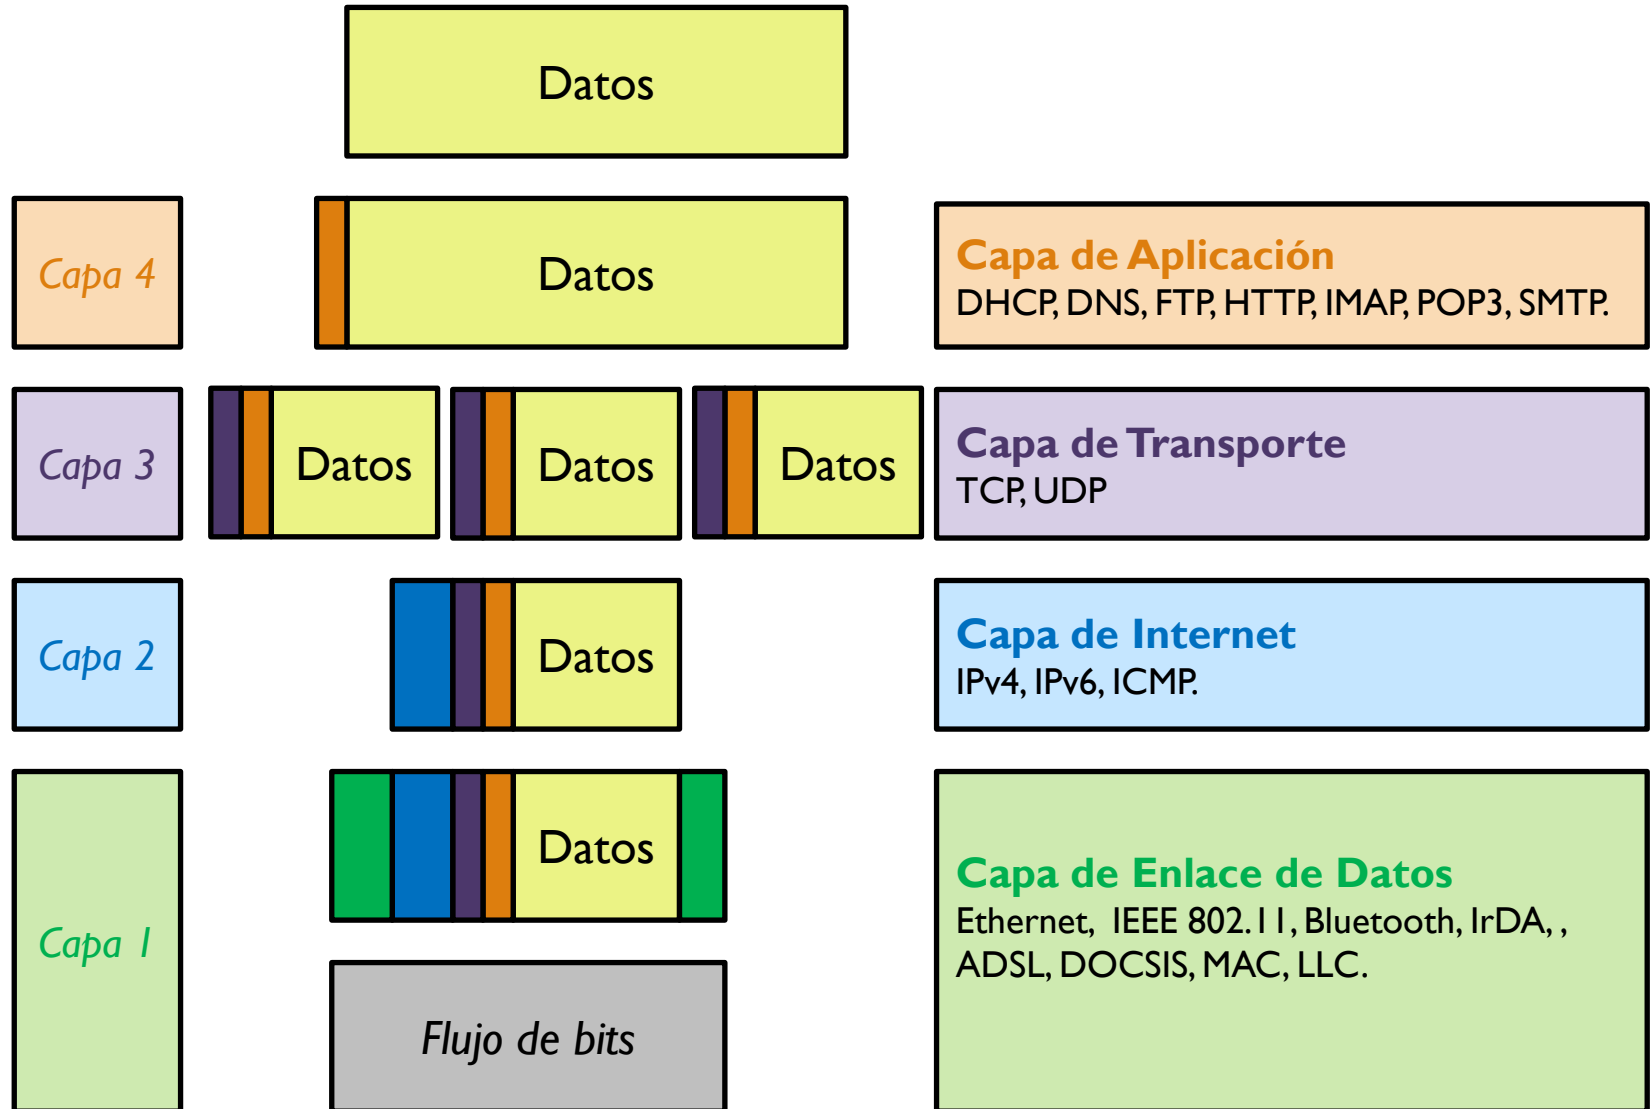 Datos
Capa 4
Datos
Capa de Aplicación
DHCP, DNS, FTP, HTTP, IMAP, POP3, SMTP.
Capa 3
Datos
Datos
Datos
Capa de Transporte
TCP, UDP
Capa 2
Datos
Capa de Internet
IPv4, IPv6, ICMP.
Capa 1
Datos
Flujo de bits
Capa de Enlace de Datos
Ethernet, IEEE 802.11, Bluetooth, IrDA, ,
ADSL, DOCSIS, MAC, LLC.